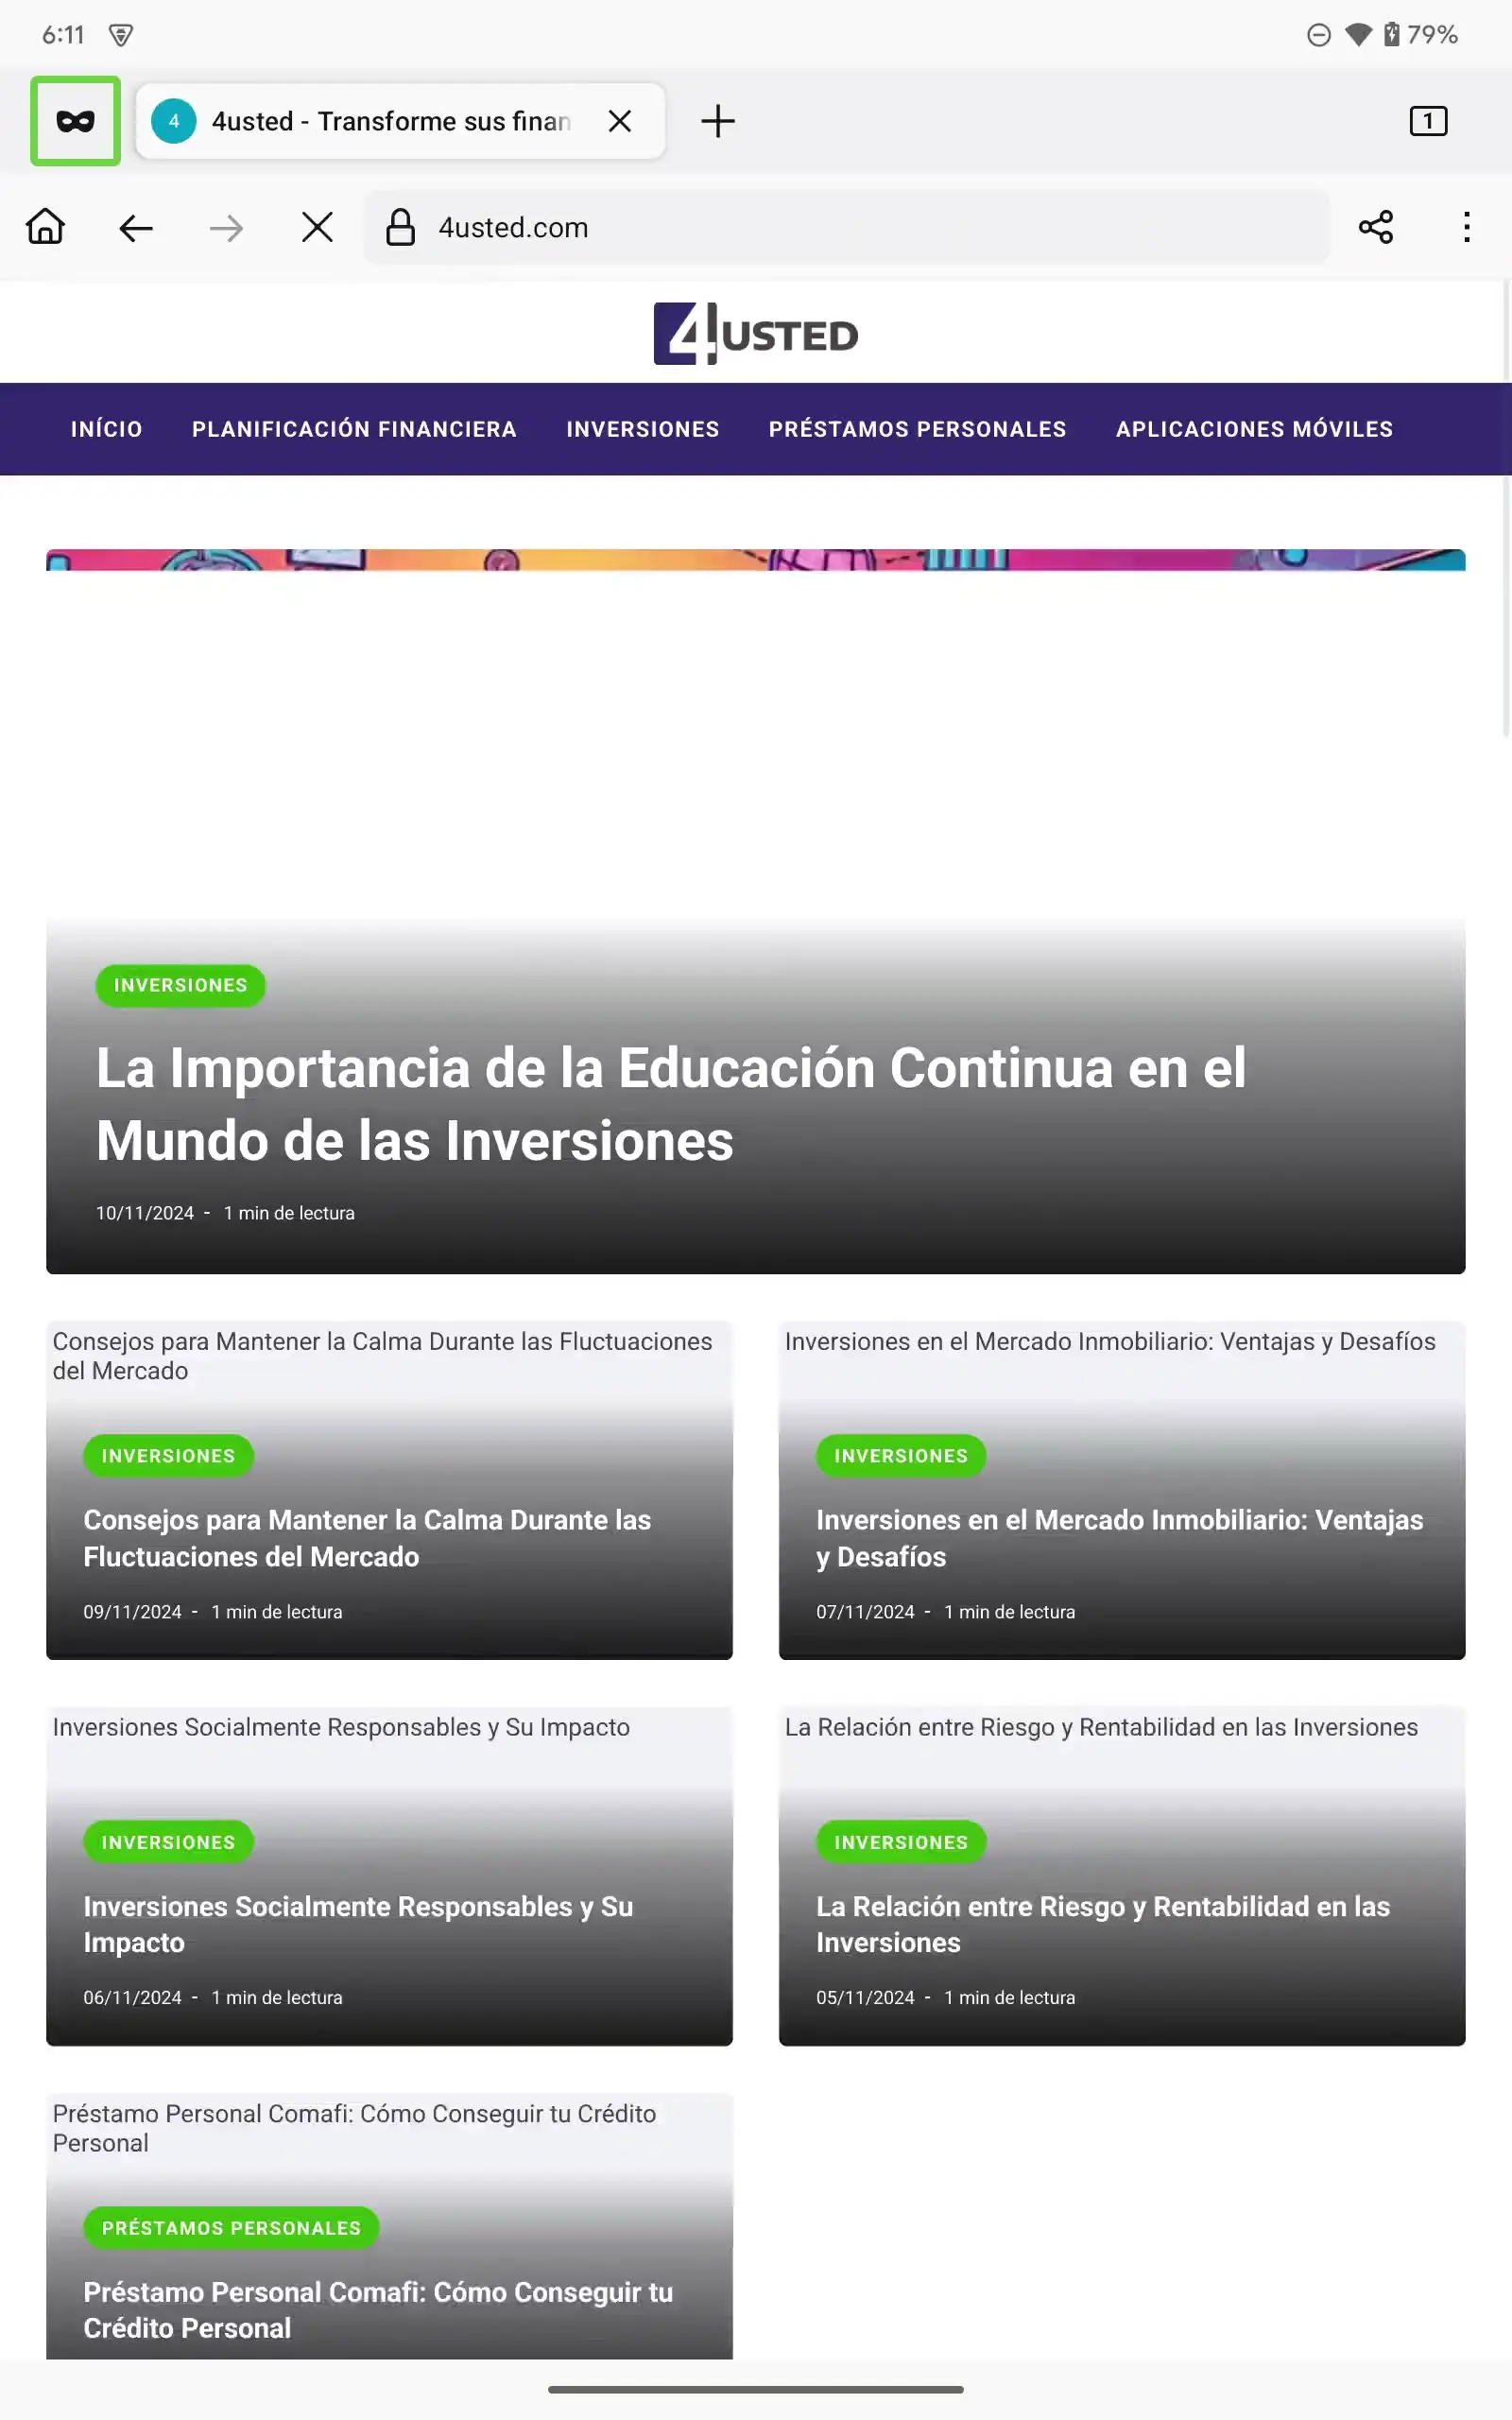 6:11
79%
4
4usted - Transforme sus finan
1
4usted.com
4USTED
INÍCIO PLANIFICACIÓN FINANCIERA INVERSIONES PRÉSTAMOS PERSONALES APLICACIONES MÓVILES
INVERSIONES
La Importancia de la Educación Continua en el
Mundo de las Inversiones
10/11/2024 - 1 min de lectura
Consejos para Mantener la Calma Durante las Fluctuaciones
del Mercado
INVERSIONES
Consejos para Mantener la Calma Durante las
Fluctuaciones del Mercado
09/11/2024 - 1 min de lectura
Inversiones en el Mercado Inmobiliario: Ventajas y Desafíos
INVERSIONES
Inversiones en el Mercado Inmobiliario: Ventajas
y Desafíos
07/11/2024 - 1 min de lectura
Inversiones Socialmente Responsables y Su Impacto
INVERSIONES
Inversiones Socialmente Responsables y Su
Impacto
06/11/2024 - 1 min de lectura
La Relación entre Riesgo y Rentabilidad en las Inversiones
INVERSIONES
La Relación entre Riesgo y Rentabilidad en las
Inversiones
05/11/2024 - 1 min de lectura
Préstamo Personal Comafi: Cómo Conseguir tu Crédito
Personal
PRÉSTAMOS PERSONALES
Préstamo Personal Comafi: Cómo Conseguir tu
Crédito Personal